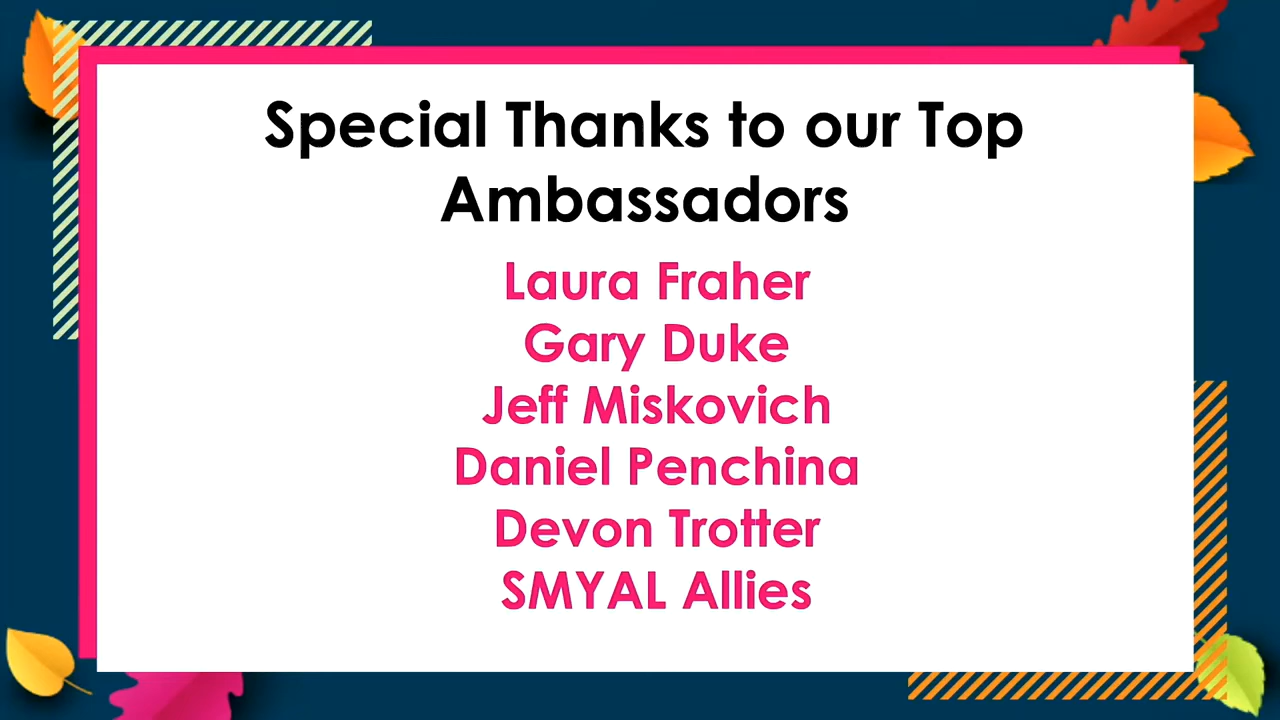 Special Thanks to our Top
Ambassadors
Laura Fraher
Gary Duke
Jeff Miskovich
Daniel Penchina
Devon Trotter
SMYAL Allies